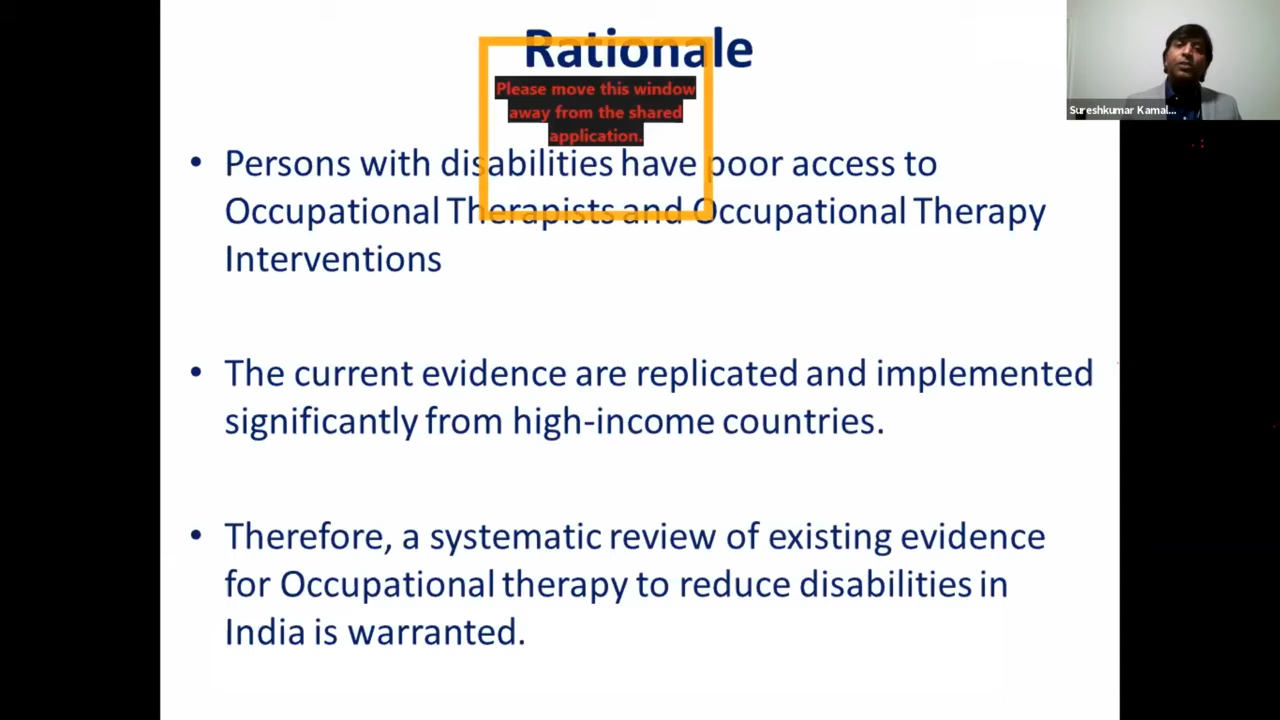 Rationale
Please move this window
away from the shared
application.
Sureshkumar Kamal...
• Persons with disabilities have poor access to
Occupational Therapists and Occupational Therapy
Interventions
• The current evidence are replicated and implemented
significantly from high-income countries.
• Therefore, a systematic review of existing evidence
for Occupational therapy to reduce disabilities in
India is warranted.